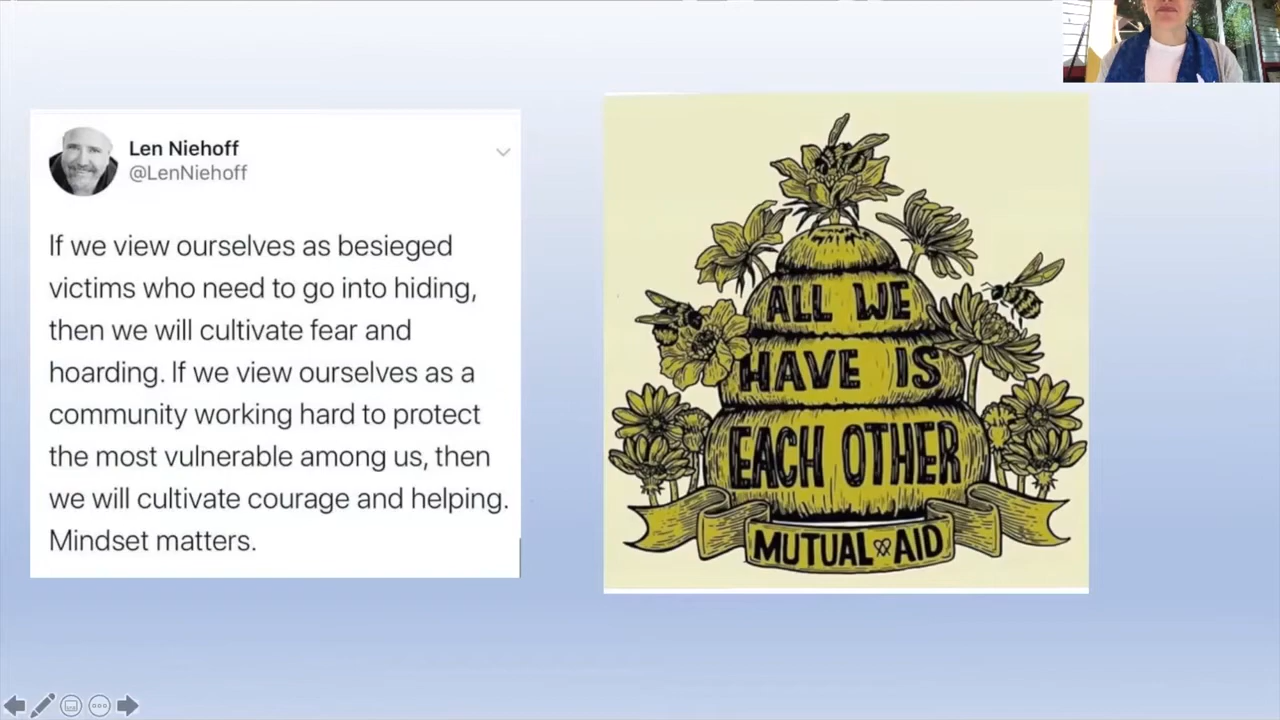 Len Niehoff
@LenNiehoff
If we view ourselves as besieged
victims who need to go into hiding,
then we will cultivate fear and
hoarding. If we view ourselves as a
community working hard to protect
the most vulnerable among us, then
we will cultivate courage and helping.
Mindset matters.
ALL WE
HAVE IS
EACH OTHER
MUTUAL AID